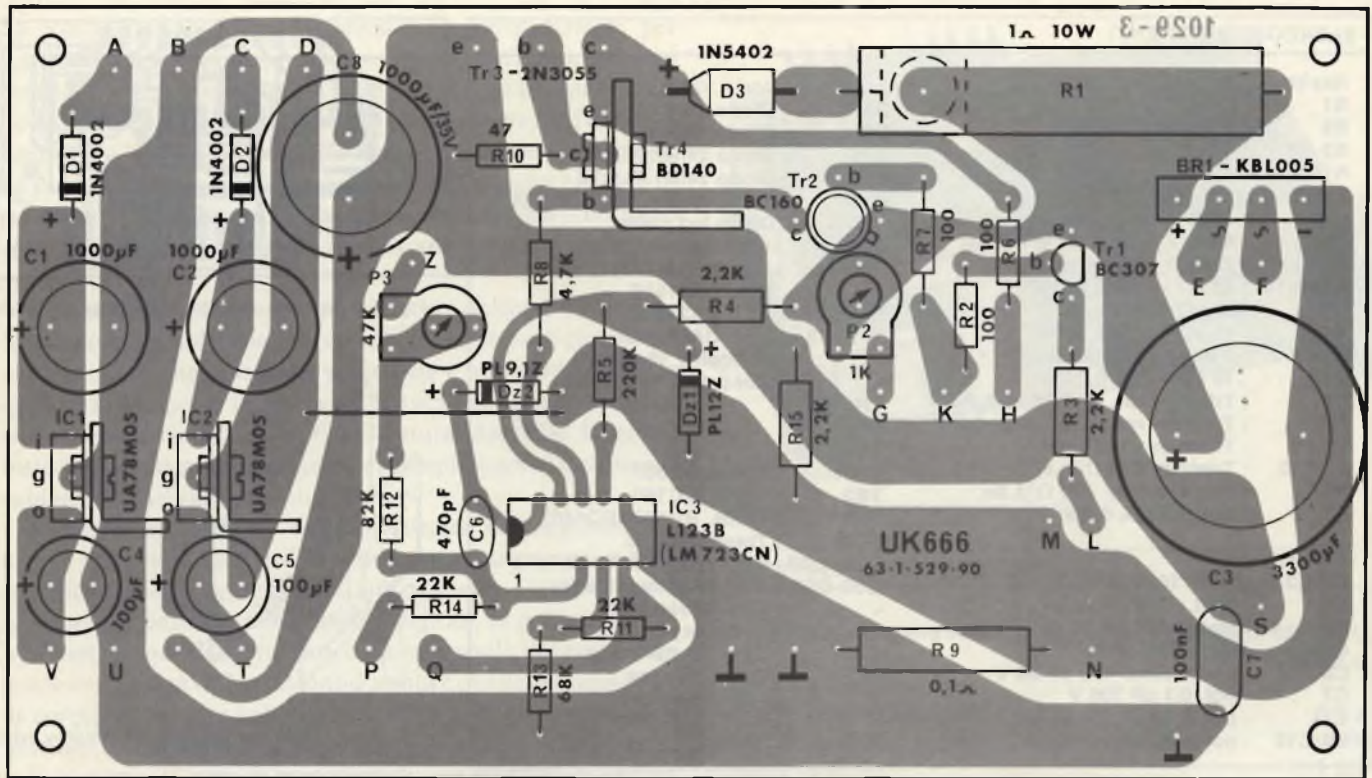 1029-3
A B C D
C8
1000µF/35V
e b c
Tr3-2N3055
1N5402
+
D3
1Ω 10W
R1
D1
1N4002
D2
1N4002
47
R10
e
c
b
Tr4
BD140
Tr2
BC160
b
e
c
BR1-KBL005
+ S S -
E F
+
+
+
C1
1000µF
1000µF
C2
+
+
P3
Z
47K
R8
4,7K
2,2K
R4
R7
100
100
R6
R2
100
e
b
c
Tr1
BC307
P2
1K
PL9,1Z
+
Dz2
R5
220K
+
Dz1
PL12Z
R15
2,2K
G K H
R3
2,2K
+
IC1
i
g
o
UA78M05
IC2
i
g
o
UA78M05
82K
R12
470pF
C6
IC3
L123B
(LM723CN)
1
UK666
63-1-529-90
M L
C3
3300µF
+
C4
100µF
+
C5
100µF
22K
R14
22K
R11
R13
68K
R9
0,1Ω
N
S
100nF
C7
V U T P Q